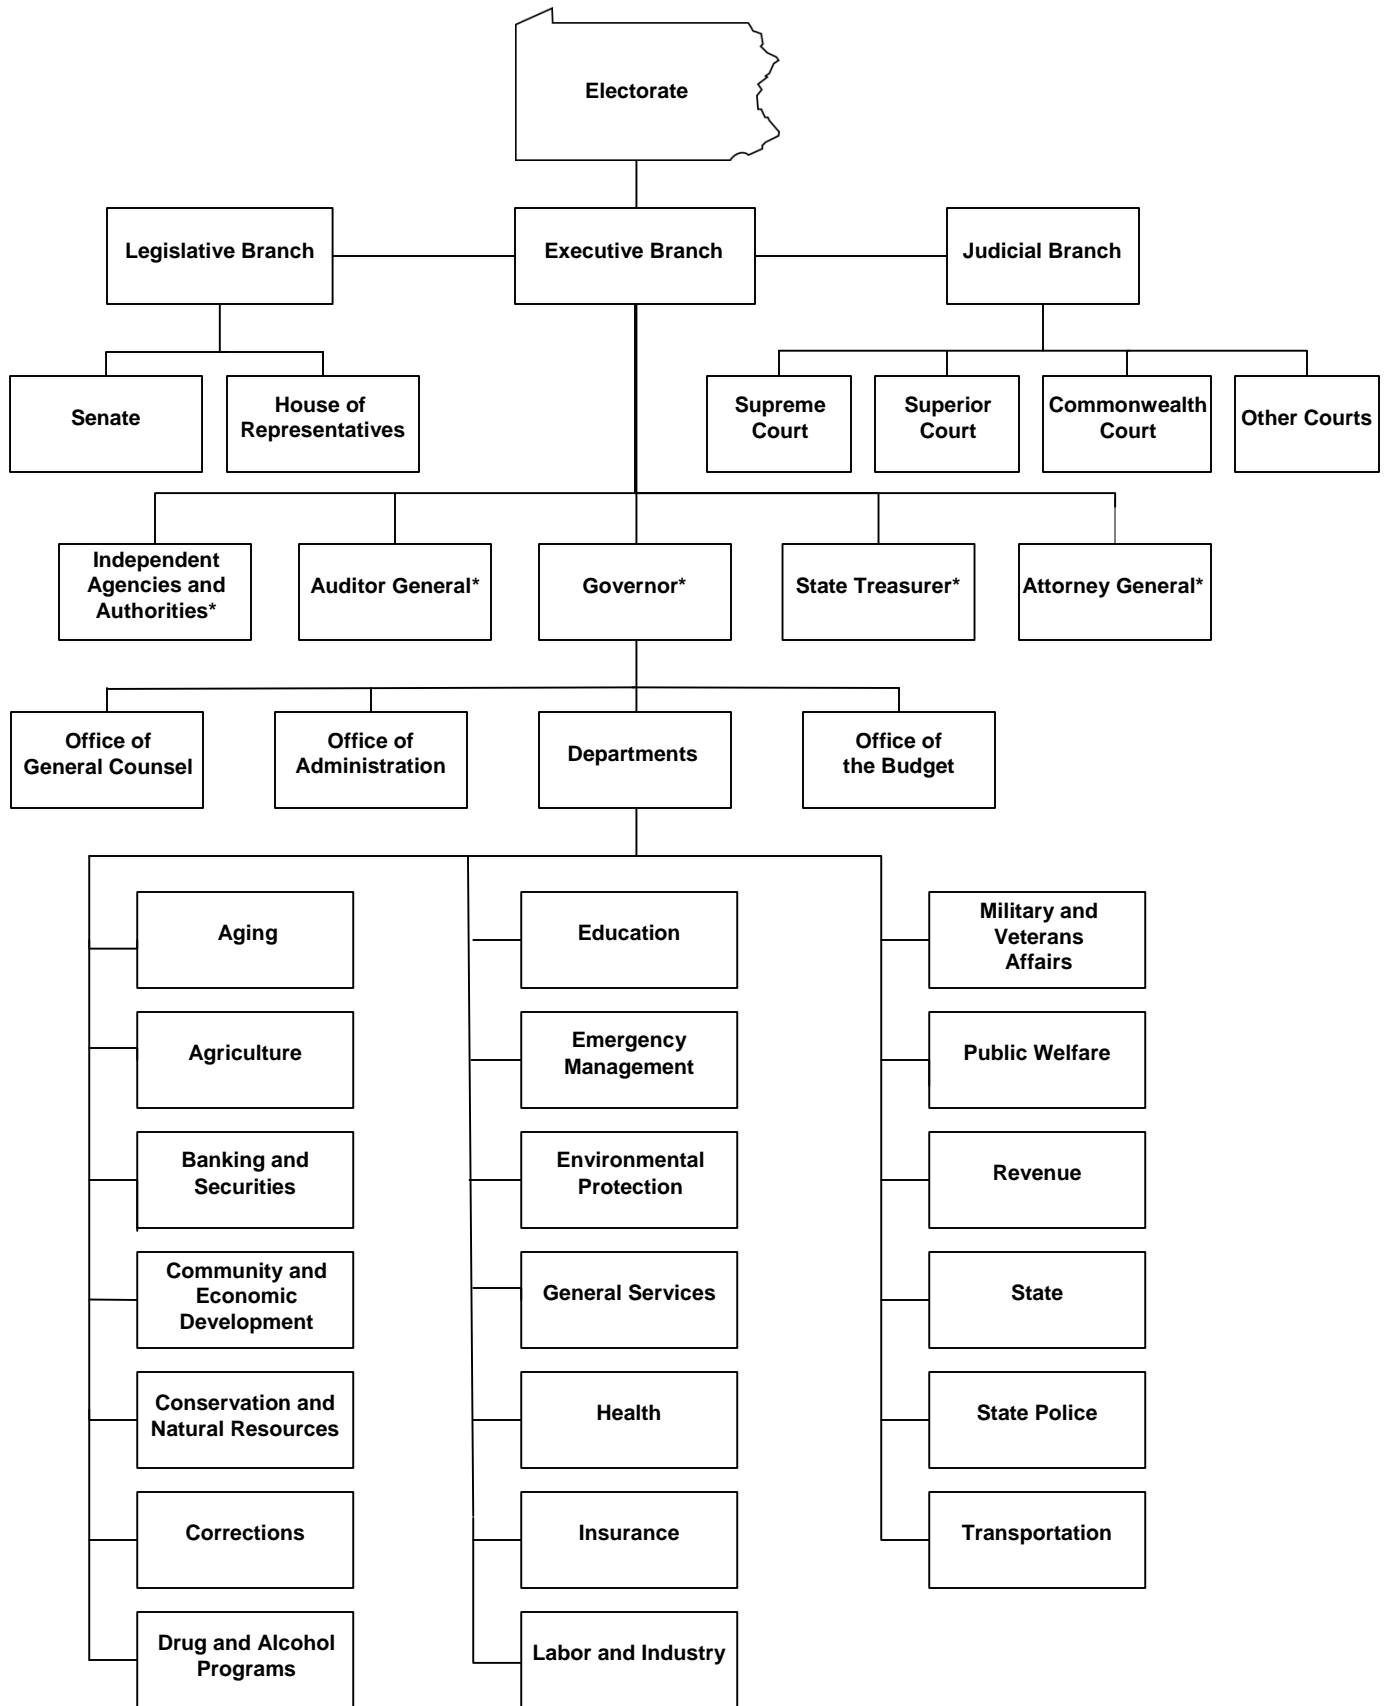 Electorate
Legislative Branch
Executive Branch
Judicial Branch
Senate
House of
Representatives
Supreme
Court
Superior
Court
Commonwealth
Court
Other Courts
Independent
Agencies and
Authorities*
Auditor General*
Governor*
State Treasurer*
Attorney General*
Office of
General Counsel
Office of
Administration
Departments
Office of
the Budget
Aging
Agriculture
Banking and
Securities
Community and
Economic
Development
Conservation and
Natural Resources
Corrections
Drug and Alcohol
Programs
Education
Emergency
Management
Environmental
Protection
General Services
Health
Insurance
Labor and Industry
Military and
Veterans
Affairs
Public Welfare
Revenue
State
State Police
Transportation